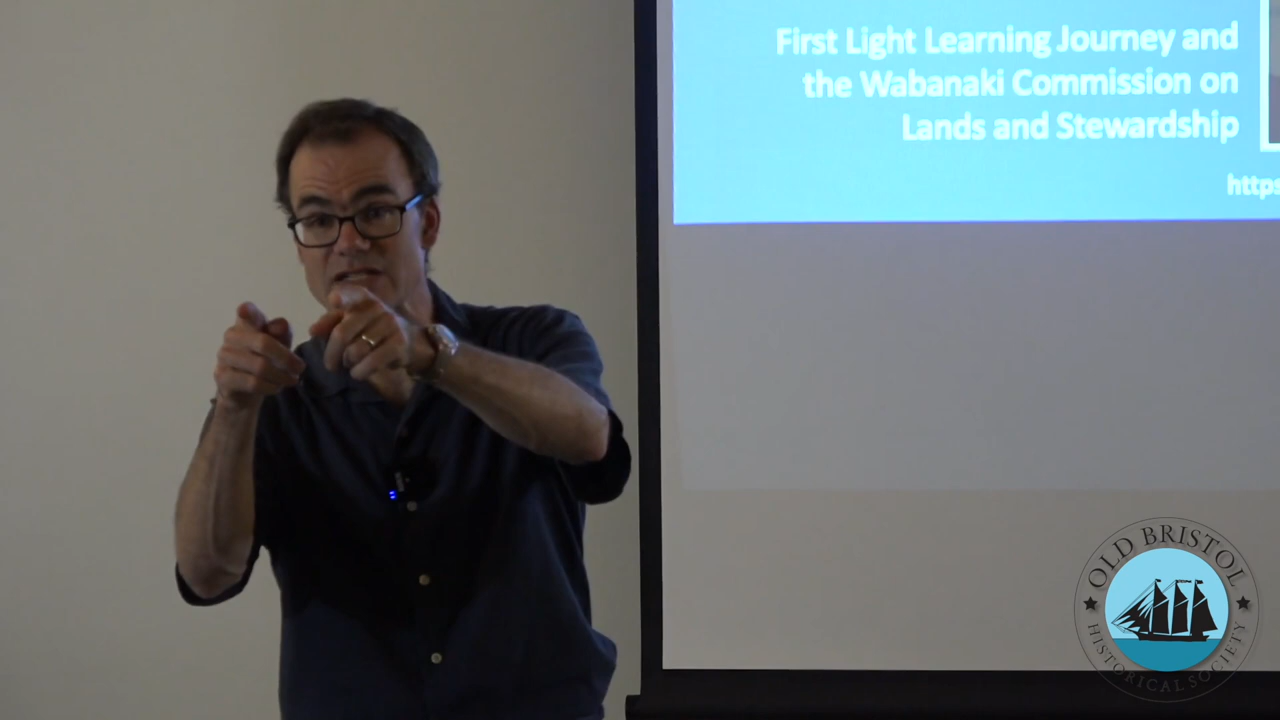 First Light Learning Journey and
the Wabanaki Commission on
Lands and Stewardship
https
OLD BRISTOL
HISTORICAL SOCIETY